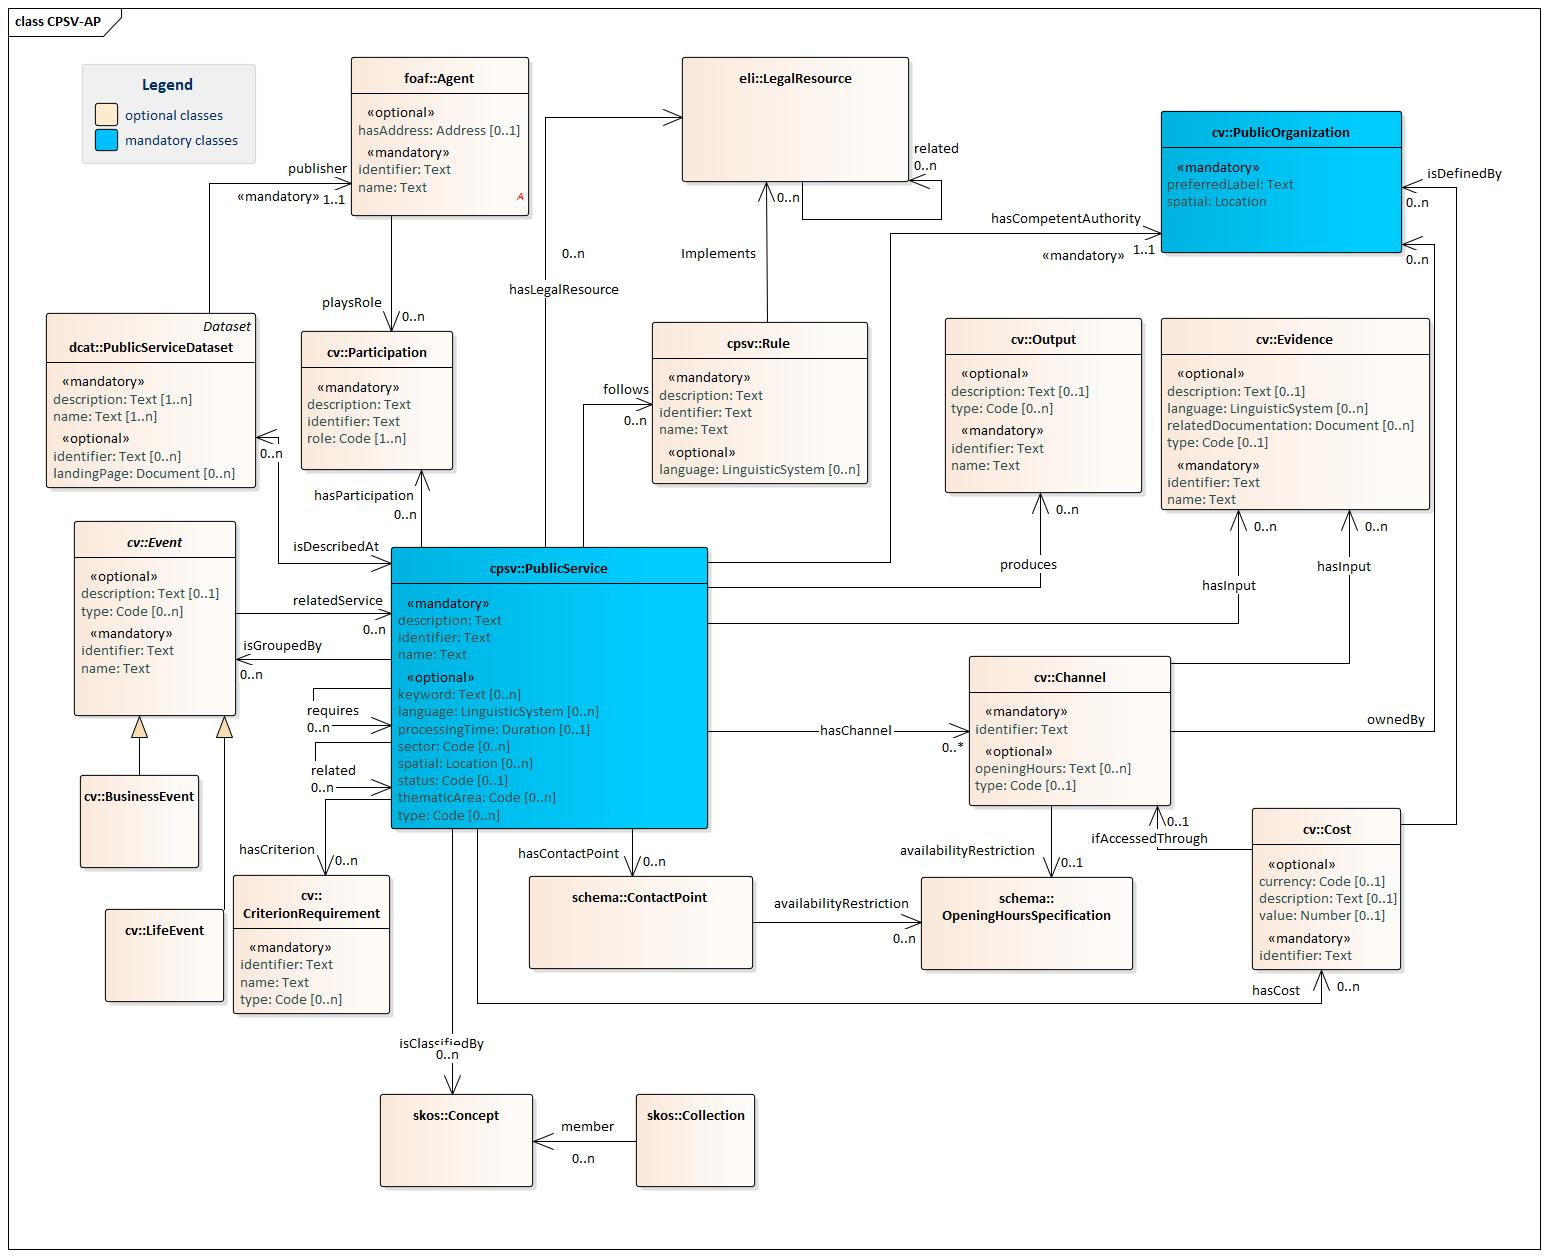 class CPSV-AP
Legend
optional classes
mandatory classes
foaf::Agent
«optional»
hasAddress: Address [0..1]
«mandatory»
identifier: Text
name: Text
A
eli::LegalResource
related
0..n
cv::PublicOrganization
«mandatory»
preferredLabel: Text
spatial: Location
isDefinedBy
0..n
0..n
publisher
«mandatory» 1..1
hasCompetentAuthority
«mandatory» 1..1
0..n
Implements
0..n
hasLegalResource
playsRole
0..n
Dataset
dcat::PublicServiceDataset
«mandatory»
description: Text [1..n]
name: Text [1..n]
«optional»
identifier: Text [0..n]
landingPage: Document [0..n]
0..n
cv::Participation
«mandatory»
description: Text
identifier: Text
role: Code [1..n]
hasParticipation
0..n
cpsv::Rule
«mandatory»
description: Text
identifier: Text
name: Text
«optional»
language: LinguisticSystem [0..n]
follows
0..n
cv::Output
«optional»
description: Text [0..1]
type: Code [0..n]
«mandatory»
identifier: Text
name: Text
0..n
produces
cv::Evidence
«optional»
description: Text [0..1]
language: LinguisticSystem [0..n]
relatedDocumentation: Document [0..n]
type: Code [0..1]
«mandatory»
identifier: Text
name: Text
0..n
0..n
hasInput
hasInput
cv::Event
«optional»
description: Text [0..1]
type: Code [0..n]
«mandatory»
identifier: Text
name: Text
isDescribedAt
relatedService
0..n
isGroupedBy
0..n
requires
0..n
related
0..n
cpsv::PublicService
«mandatory»
description: Text
identifier: Text
name: Text
«optional»
keyword: Text [0..n]
language: LinguisticSystem [0..n]
processingTime: Duration [0..1]
sector: Code [0..n]
spatial: Location [0..n]
status: Code [0..1]
thematicArea: Code [0..n]
type: Code [0..n]
hasChannel
0..*
cv::Channel
«mandatory»
identifier: Text
«optional»
openingHours: Text [0..n]
type: Code [0..1]
ownedBy
cv::BusinessEvent
cv::LifeEvent
hasCriterion
0..n
cv::
CriterionRequirement
«mandatory»
identifier: Text
name: Text
type: Code [0..n]
hasContactPoint
0..n
schema::ContactPoint
availabilityRestriction
0..n
availabilityRestriction
0..1
schema::
OpeningHoursSpecification
0..1
ifAccessedThrough
cv::Cost
«optional»
currency: Code [0..1]
description: Text [0..1]
value: Number [0..1]
«mandatory»
identifier: Text
hasCost
0..n
isClassifiedBy
0..n
skos::Concept
member
0..n
skos::Collection